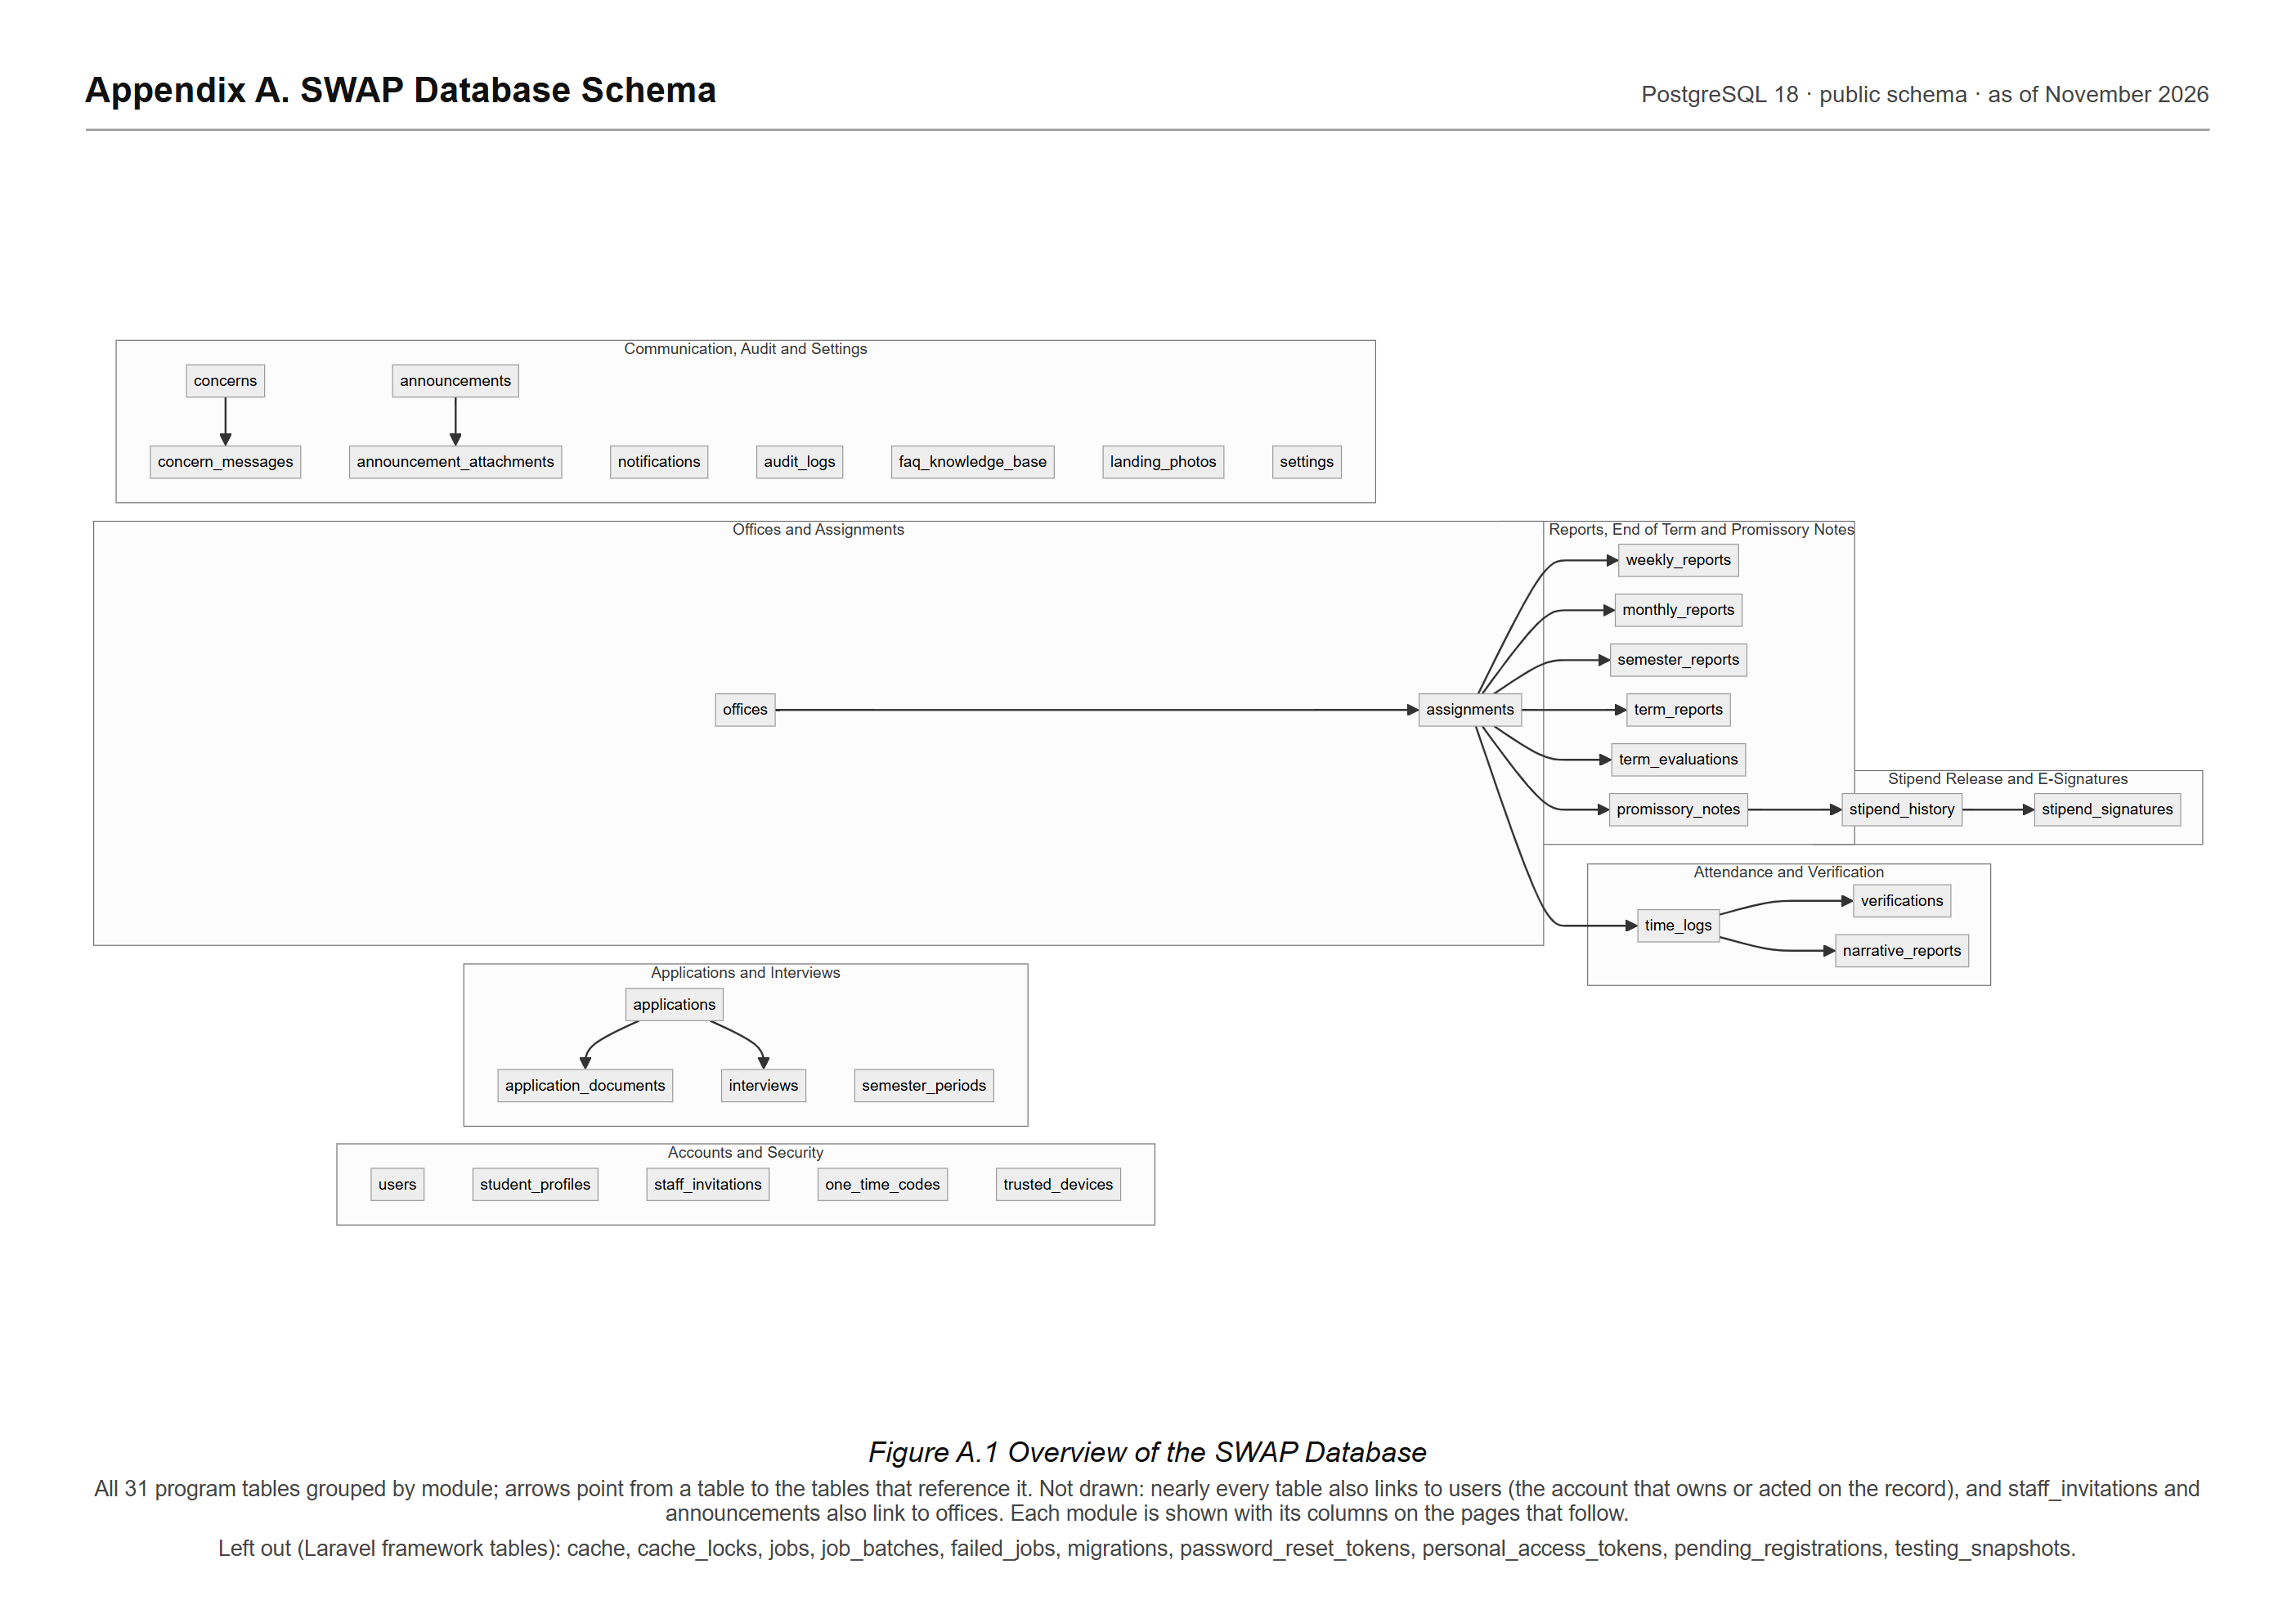 Appendix A. SWAP Database Schema
PostgreSQL 18 · public schema · as of November 2026
Communication, Audit and Settings
concerns
announcements
concern_messages
announcement_attachments
notifications
audit_logs
faq_knowledge_base
landing_photos
settings
Offices and Assignments
offices
assignments
Reports, End of Term and Promissory Notes
weekly_reports
monthly_reports
semester_reports
term_reports
term_evaluations
promissory_notes
Stipend Release and E-Signatures
stipend_history
stipend_signatures
Attendance and Verification
time_logs
verifications
narrative_reports
Applications and Interviews
applications
application_documents
interviews
semester_periods
Accounts and Security
users
student_profiles
staff_invitations
one_time_codes
trusted_devices
Figure A.1 Overview of the SWAP Database
All 31 program tables grouped by module; arrows point from a table to the tables that reference it. Not drawn: nearly every table also links to users (the account that owns or acted on the record), and staff_invitations and
announcements also link to offices. Each module is shown with its columns on the pages that follow.
Left out (Laravel framework tables): cache, cache_locks, jobs, job_batches, failed_jobs, migrations, password_reset_tokens, personal_access_tokens, pending_registrations, testing_snapshots.